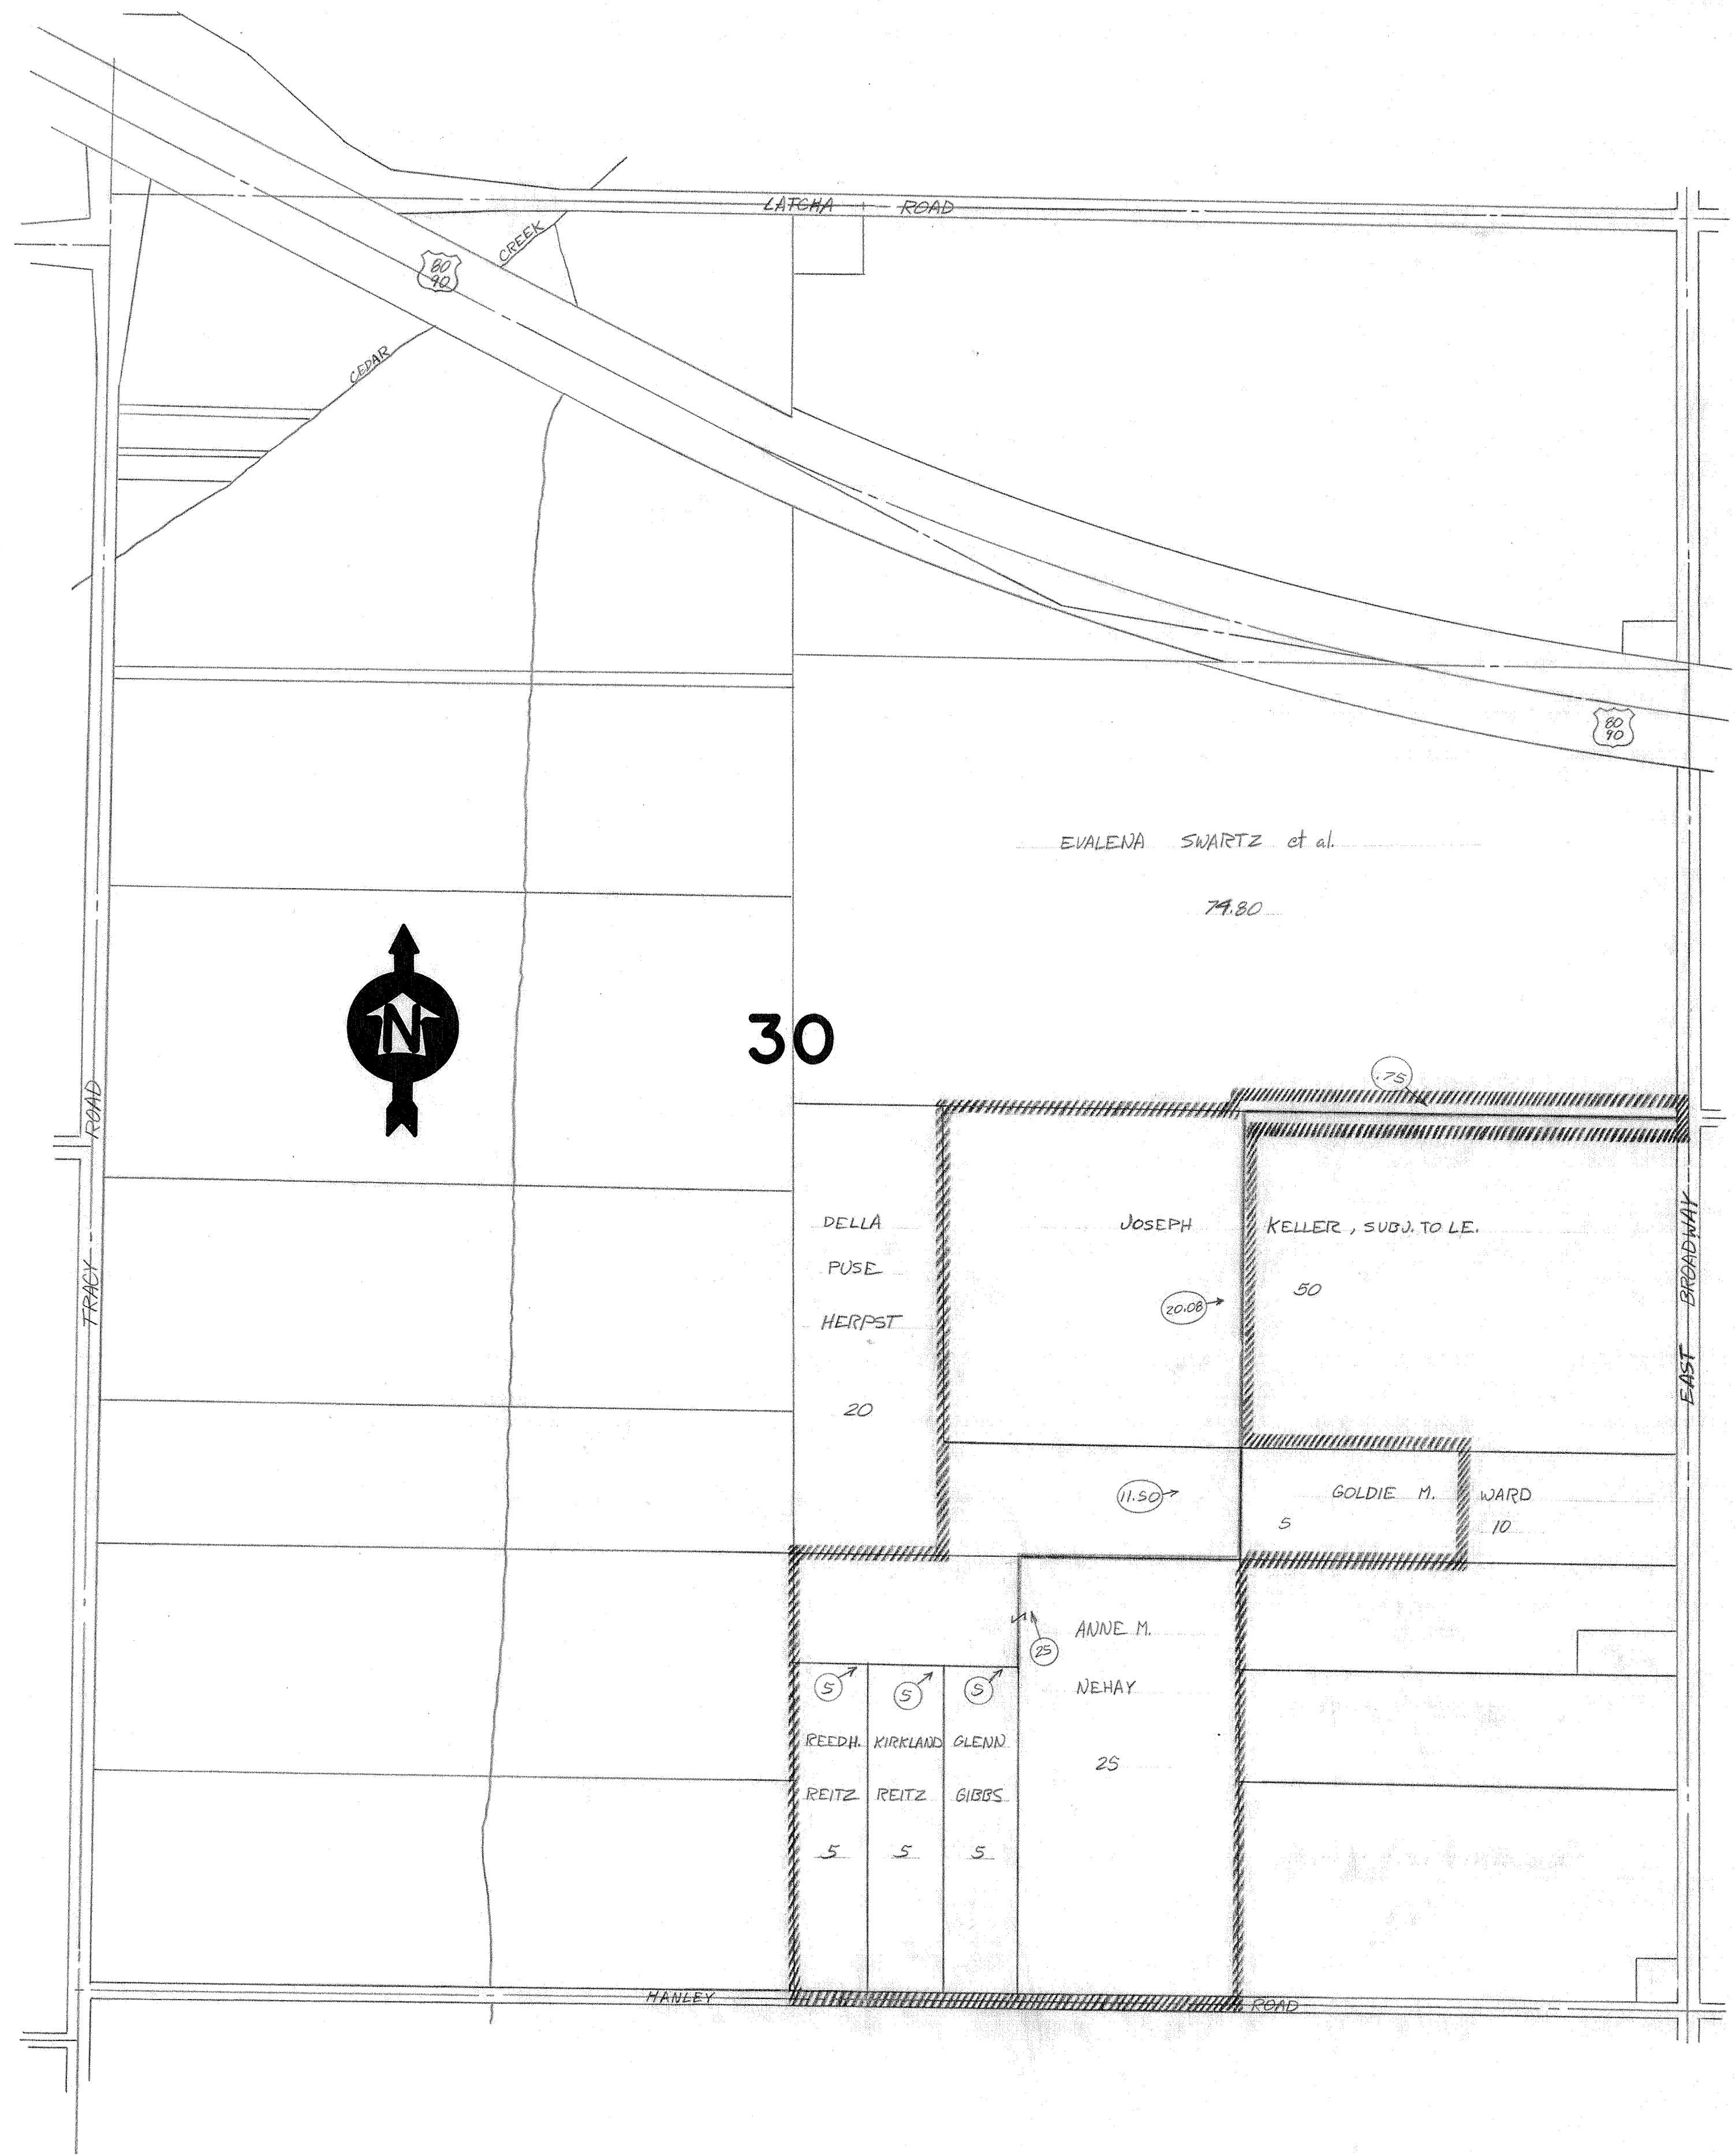 LATCHA ROAD
CREEK
80
90
CEDAR
80
90
EVALENA SWARTZ et al.
74.80
N
30
.75
TRACY ROAD
EAST BROADWAY
DELLA
PUSE
HERPST
20
JOSEPH KELLER, SUBJ. TO LE.
50
20.08
11.50
GOLDIE M. WARD
5
10
ANNE M.
NEHAY
25
25
5
5
5
REED H.
REITZ
5
KIRKLAND
REITZ
5
GLENN
GIBBS
5
HANLEY ROAD